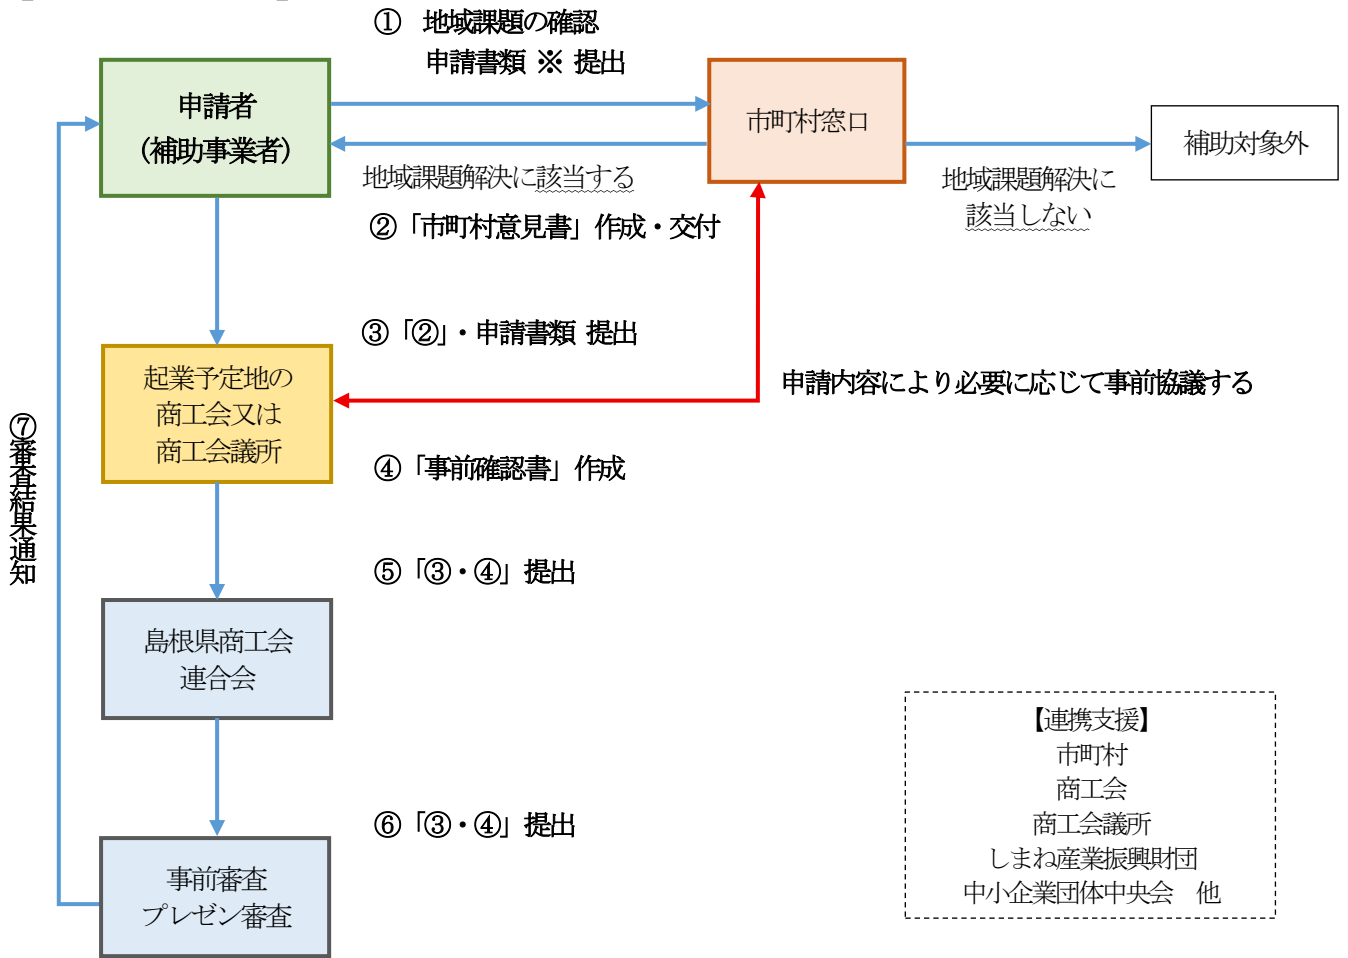 ① 地域課題の確認
申請書類 ※ 提出
申請者
（補助事業者）
市町村窓口
補助対象外
地域課題解決に該当する
地域課題解決に
該当しない
②「市町村意見書」作成・交付
③「②」・申請書類 提出
起業予定地の
商工会又は
商工会議所
申請内容により必要に応じて事前協議する
④「事前確認書」作成
⑦審査結果通知
⑤「③・④」提出
島根県商工会
連合会
⑥「③・④」提出
事前審査
プレゼン審査
【連携支援】
市町村
商工会
商工会議所
しまね産業振興財団
中小企業団体中央会 他